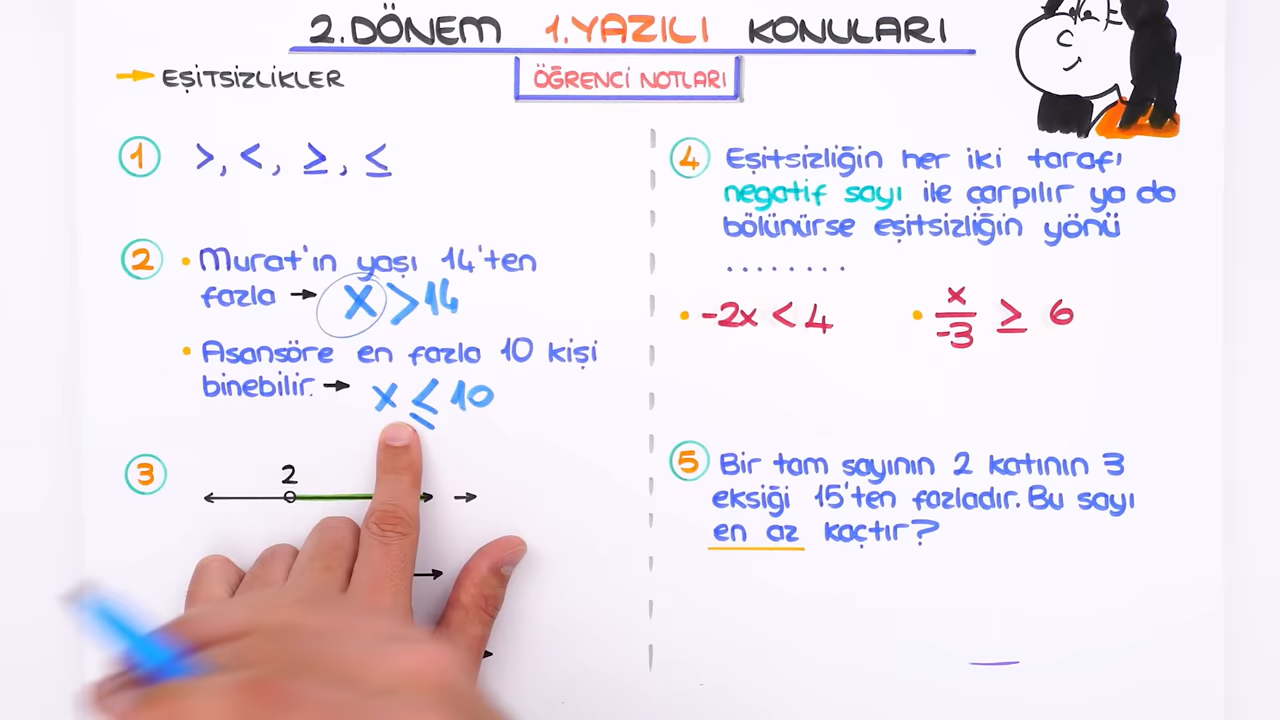 2.DÖNEM 1.YAZILI KONULARI
→ EŞİTSİZLİKLER
ÖĞRENCİ NOTLARI
1 >, <, ≥, ≤
2 • Murat'ın yaşı 14'ten
fazla → x > 14
• Asansöre en fazla 10 kişi
binebilir. → x ≤ 10
3
2
4 Eşitsizliğin her iki tarafı
negatif sayı ile çarpılır ya da
bölünürse eşitsizliğin yönü
........
• -2x < 4 • x/-3 ≥ 6
5 Bir tam sayının 2 katının 3
eksiği 15'ten fazladır. Bu sayı
en az kaçtır?